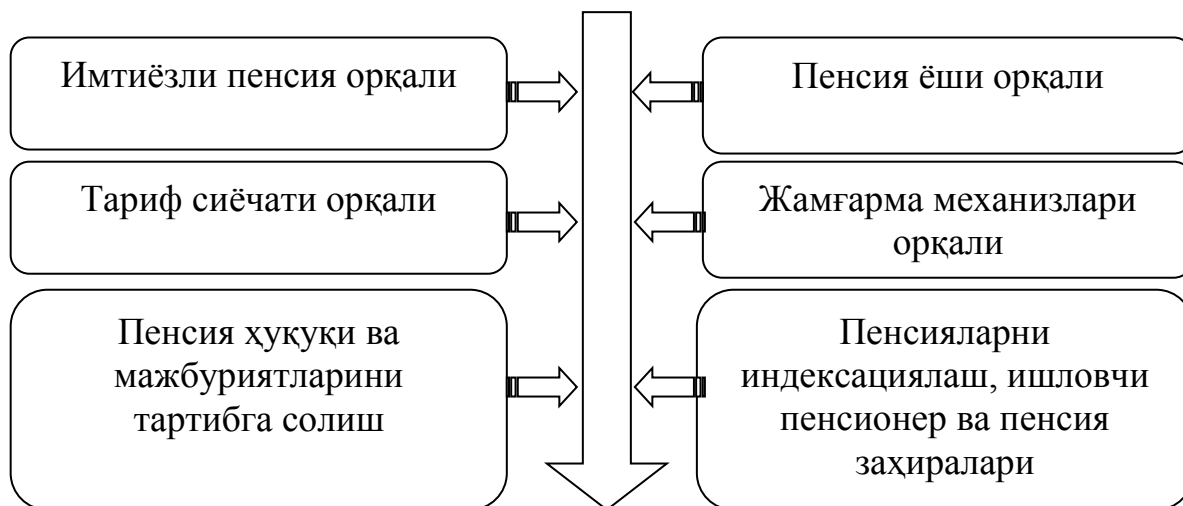 Имтиёзли пенсия орқали
Пенсия ёши орқали
Тариф сиёчати орқали
Жамғарма механизлари
орқали
Пенсия ҳуқуқи ва
мажбуриятларини
тартибга солиш
Пенсияларни
индексациялаш, ишловчи
пенсионер ва пенсия
заҳиралари